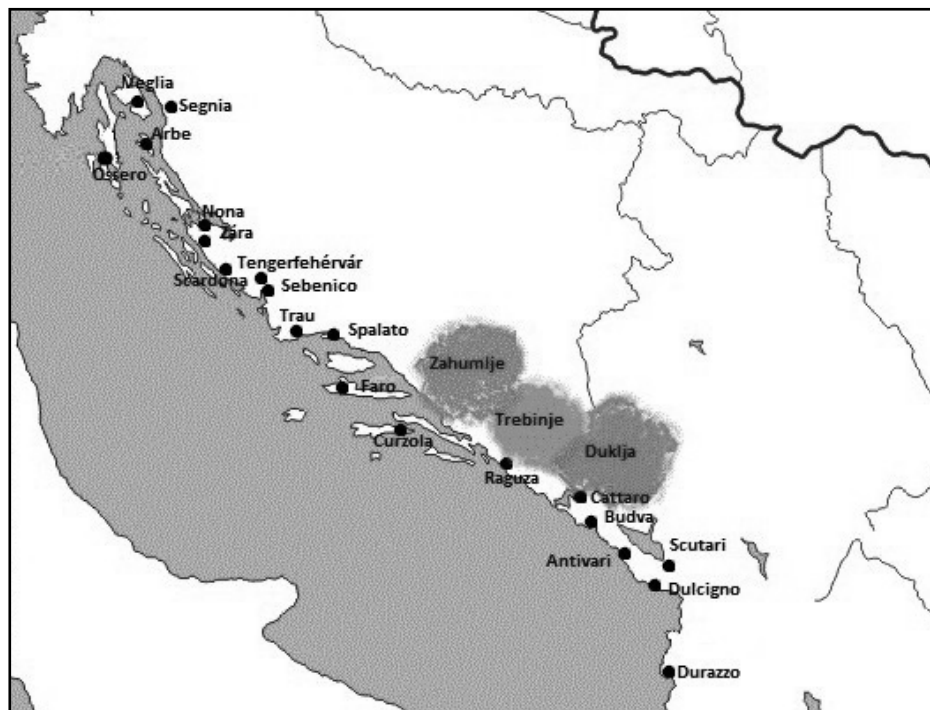 Veglia
Segnia
Arbe
Ossero
Nona
Zára
Tengerfehérvár
Scardona
Sebenico
Trau
Spalato
Zahumlje
Faro
Trebinje
Curzola
Duklja
Raguza
Cattaro
Budva
Scutari
Antivari
Dulcigno
Durazzo